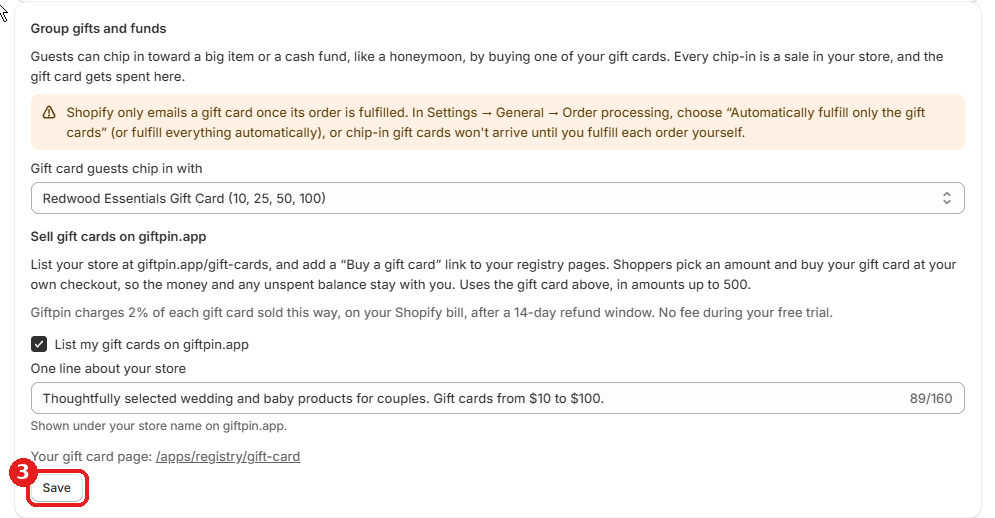 Group gifts and funds
Guests can chip in toward a big item or a cash fund, like a honeymoon, by buying one of your gift cards. Every chip-in is a sale in your store, and the
gift card gets spent here.
Shopify only emails a gift card once its order is fulfilled. In Settings → General → Order processing, choose “Automatically fulfill only the gift
cards” (or fulfill everything automatically), or chip-in gift cards won't arrive until you fulfill each order yourself.
Gift card guests chip in with
Redwood Essentials Gift Card (10, 25, 50, 100)
Sell gift cards on giftpin.app
List your store at giftpin.app/gift-cards, and add a “Buy a gift card” link to your registry pages. Shoppers pick an amount and buy your gift card at your
own checkout, so the money and any unspent balance stay with you. Uses the gift card above, in amounts up to 500.
Giftpin charges 2% of each gift card sold this way, on your Shopify bill, after a 14-day refund window. No fee during your free trial.
List my gift cards on giftpin.app
One line about your store
Thoughtfully selected wedding and baby products for couples. Gift cards from $10 to $100. 89/160
Shown under your store name on giftpin.app.
Your gift card page: /apps/registry/gift-card
3
Save